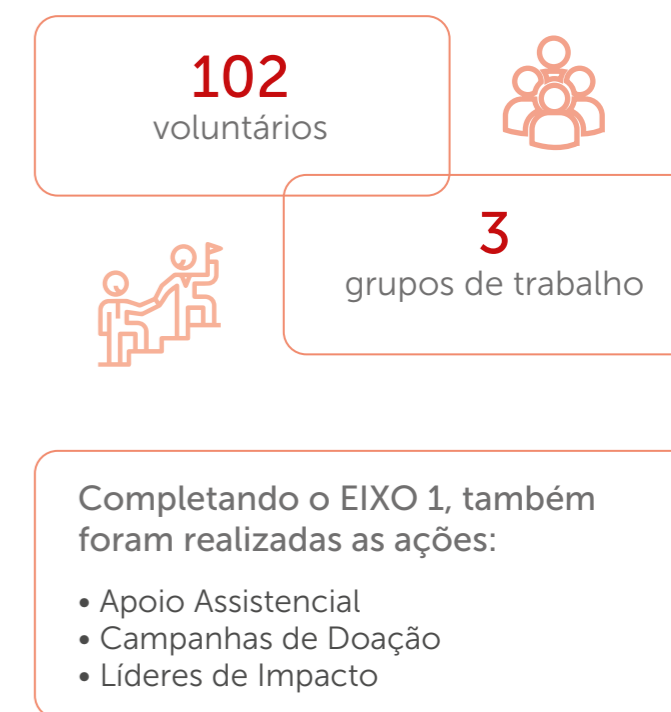 102
voluntários
3
grupos de trabalho
Completando o EIXO 1, também
foram realizadas as ações:
• Apoio Assistencial
• Campanhas de Doação
• Líderes de Impacto